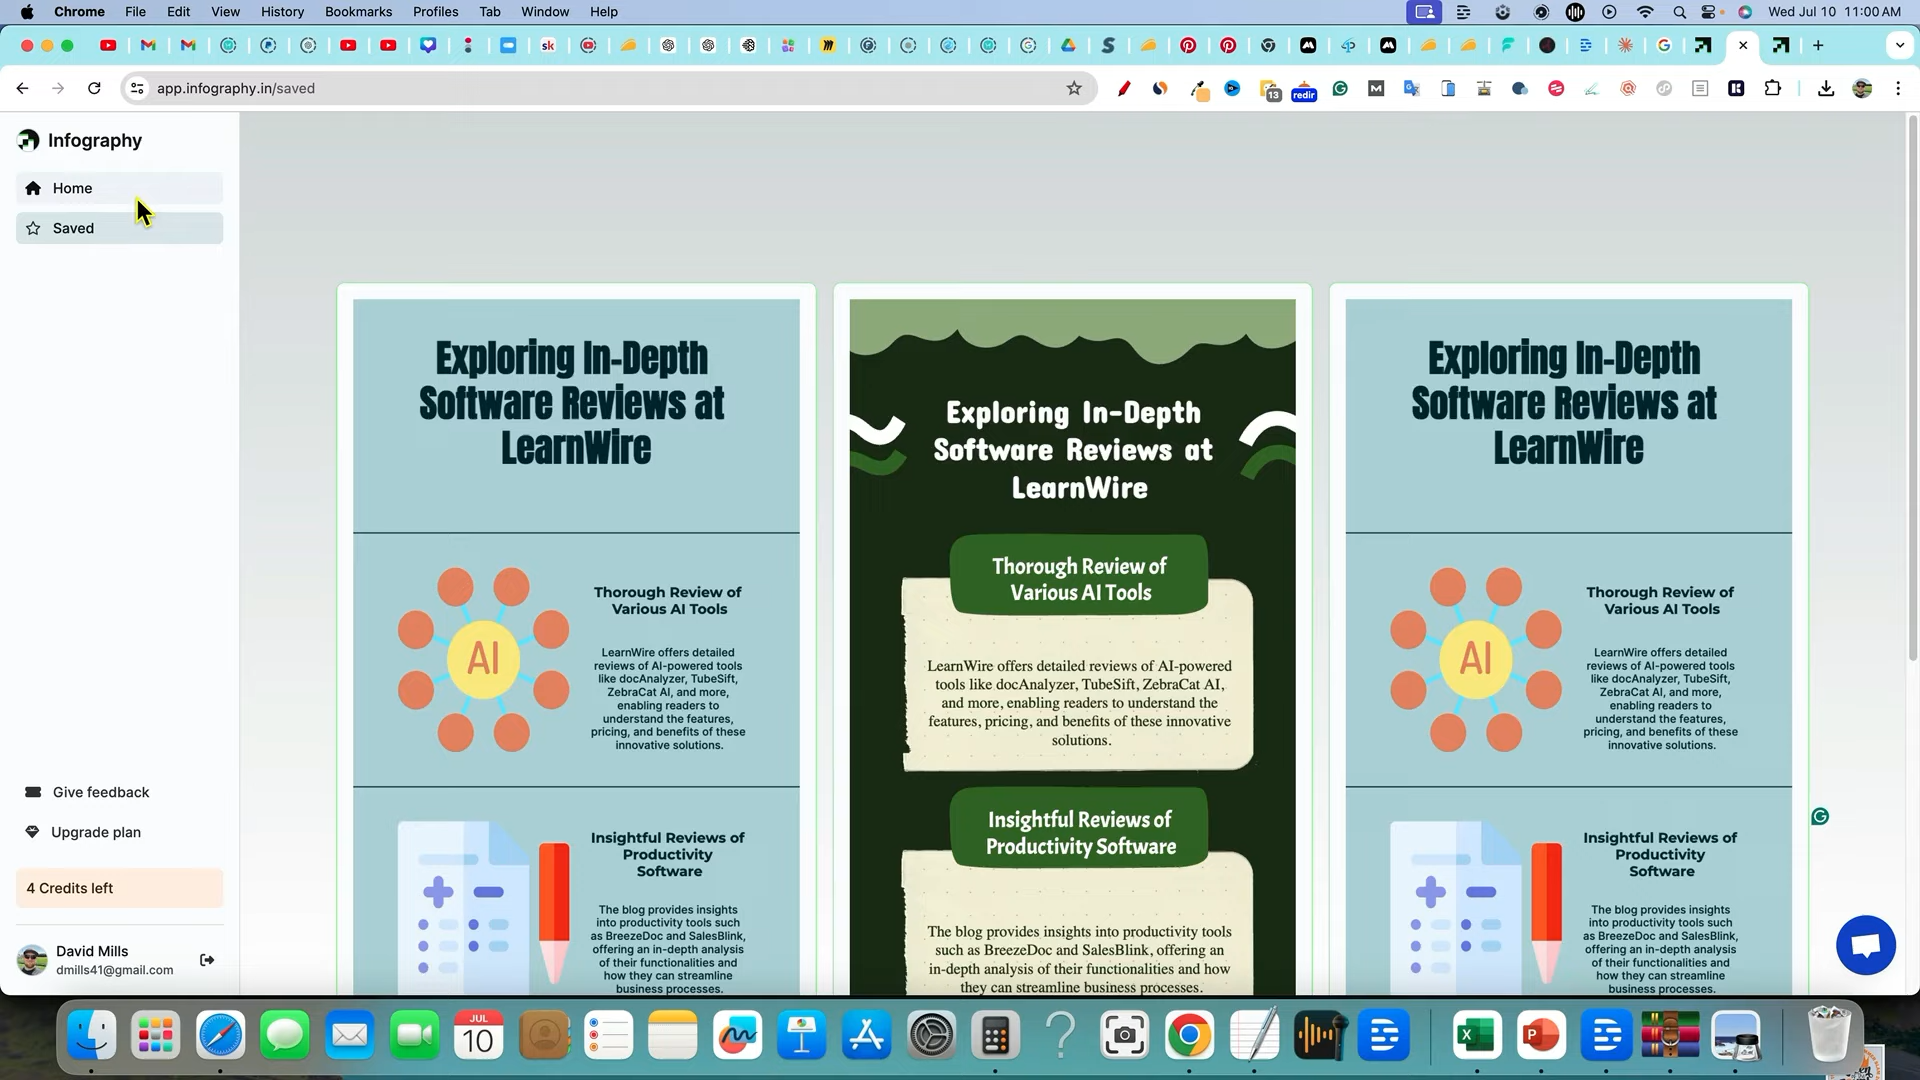 Chrome File Edit View History Bookmarks Profiles Tab Window Help
Wed Jul 10 11:00 AM
sk
app.infography.in/saved
13
redir
M
K
Infography
Home
Saved
Give feedback
Upgrade plan
4 Credits left
David Mills
dmills41@gmail.com
Exploring In-Depth
Software Reviews at
LearnWire
AI
Thorough Review of
Various AI Tools
LearnWire offers detailed
reviews of AI-powered tools
like docAnalyzer, TubeSift,
ZebraCat AI, and more,
enabling readers to
understand the features,
pricing, and benefits of these
innovative solutions.
Insightful Reviews of
Productivity
Software
The blog provides insights
into productivity tools such
as BreezeDoc and SalesBlink,
offering an in-depth analysis
of their functionalities and
how they can streamline
business processes.
Exploring In-Depth
Software Reviews at
LearnWire
Thorough Review of
Various AI Tools
LearnWire offers detailed reviews of AI-powered
tools like docAnalyzer, TubeSift, ZebraCat AI,
and more, enabling readers to understand the
features, pricing, and benefits of these innovative
solutions.
Insightful Reviews of
Productivity Software
The blog provides insights into productivity tools
such as BreezeDoc and SalesBlink, offering an
in-depth analysis of their functionalities and how
they can streamline business processes.
Exploring In-Depth
Software Reviews at
LearnWire
AI
Thorough Review of
Various AI Tools
LearnWire offers detailed
reviews of AI-powered tools
like docAnalyzer, TubeSift,
ZebraCat AI, and more,
enabling readers to
understand the features,
pricing, and benefits of these
innovative solutions.
Insightful Reviews of
Productivity
Software
The blog provides insights
into productivity tools such
as BreezeDoc and SalesBlink,
offering an in-depth analysis
of their functionalities and
how they can streamline
business processes.
JUL
10